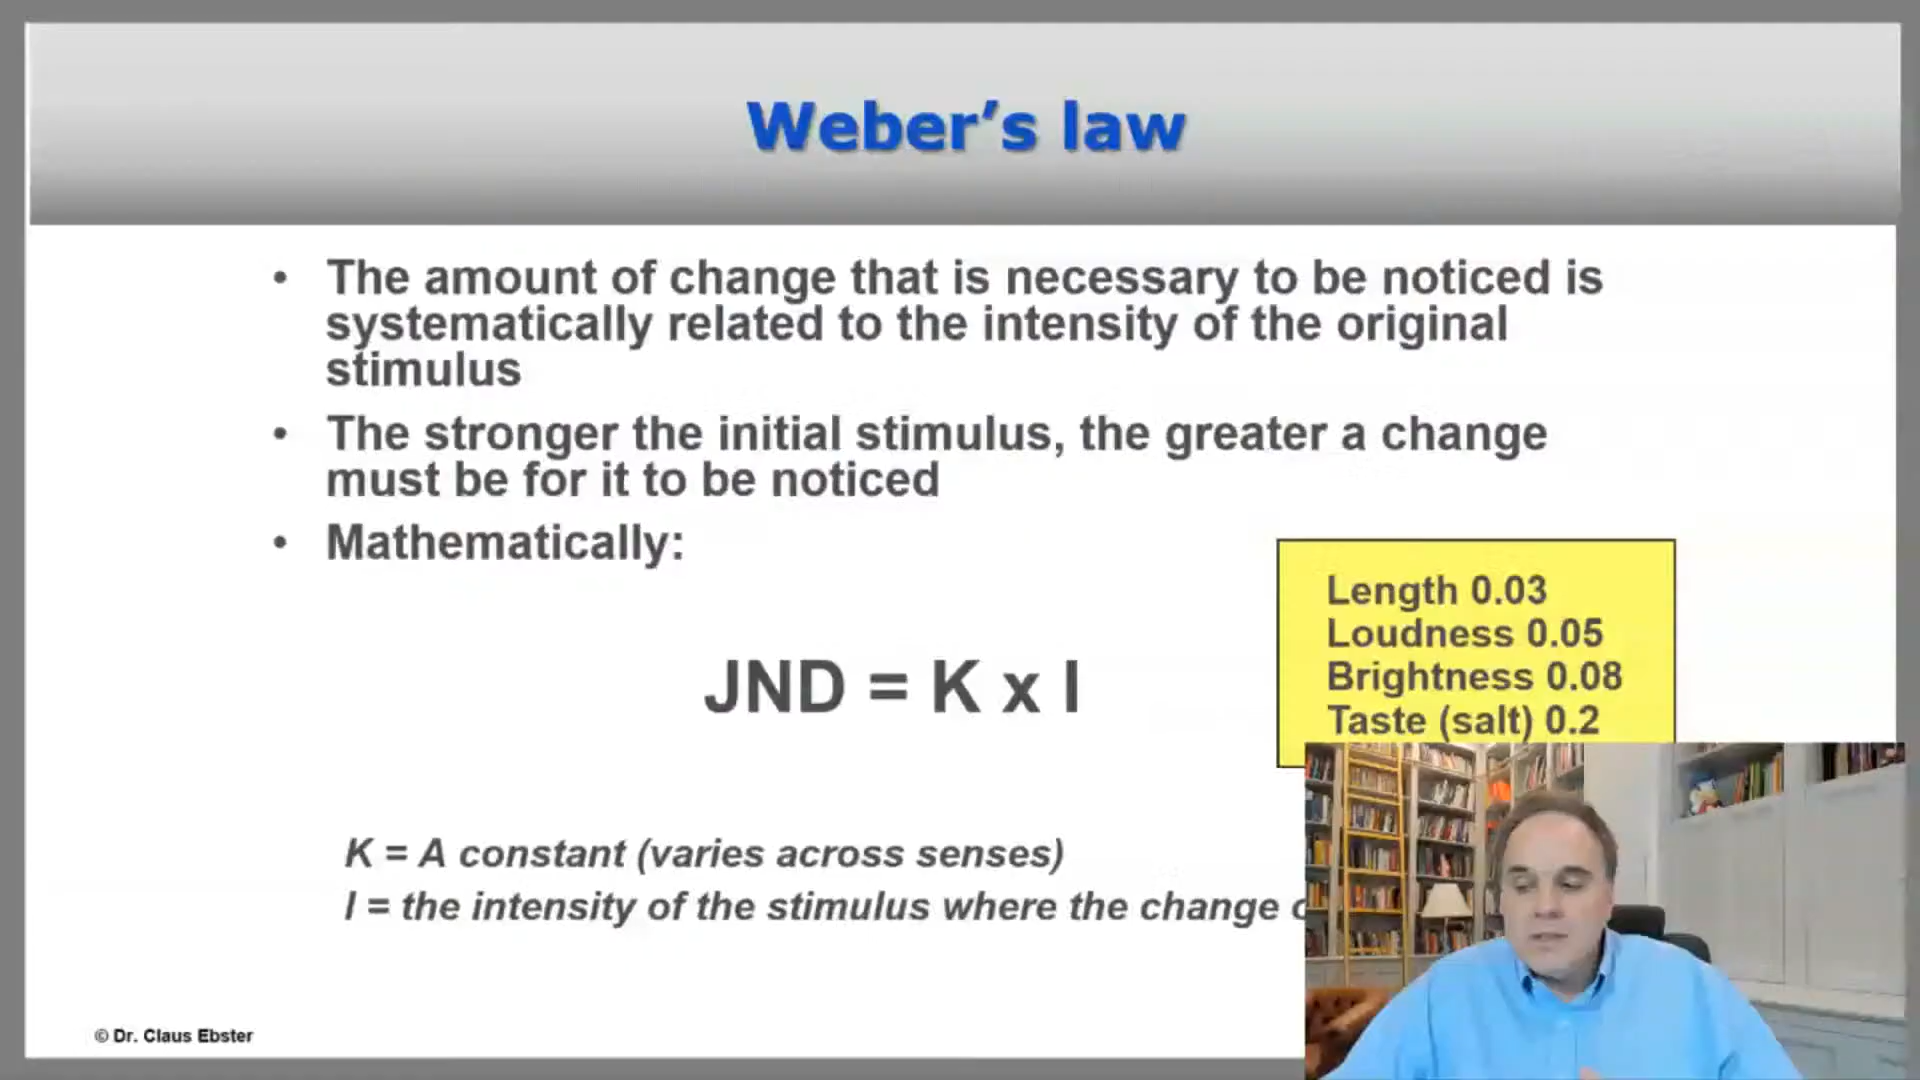 Weber's law
• The amount of change that is necessary to be noticed is
systematically related to the intensity of the original
stimulus
• The stronger the initial stimulus, the greater a change
must be for it to be noticed
• Mathematically:
Length 0.03
Loudness 0.05
Brightness 0.08
Taste (salt) 0.2
JND = K x I
K = A constant (varies across senses)
I = the intensity of the stimulus where the change
© Dr. Claus Ebster